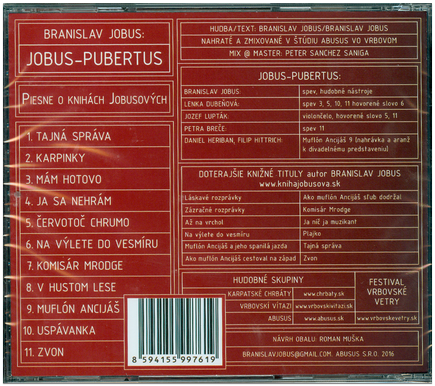 BRANISLAV JOBUS:
JOBUS-PUBERTUS
PIESNE O KNIHÁCH JOBUSOVÝCH
1. TAJNÁ SPRÁVA
2. KARPINKY
3. MÁM HOTOVO
4. JA SA NEHRÁM
5. ČERVOTOČ CHRUMO
6. NA VÝLETE DO VESMÍRU
7. KOMISÁR MRODGE
8. V HUSTOM LESE
9. MUFLÓN ANCIJÁŠ
10. USPÁVANKA
11. ZVON
8 594155 997619
HUDBA/TEXT: BRANISLAV JOBUS/BRANISLAV JOBUS
NAHRATÉ A ZMIXOVANÉ V ŠTÚDIU ABUSUS VO VRBOVOM
MIX @ MASTER: PETER SANCHEZ SANIGA
JOBUS-PUBERTUS:
BRANISLAV JOBUS: spev, hudobné nástroje
LENKA DUBEŇOVÁ: spev 3, 5, 10, 11 hovorené slovo 6
JOZEF LUPTÁK: violončelo, hovorené slovo 5, 11
PETRA BREČE: spev 11
DANIEL HERIBAN, FILIP HITTRICH: Muflón Ancijáš 9 (nahrávka a aranž
k divadelnému predstaveniu)
DOTERAJŠIE KNIŽNÉ TITULY autor BRANISLAV JOBUS
www.knihajobusova.sk
Láskavé rozprávky Ako muflón Ancijáš sľub dodržal
Zázračné rozprávky Komisár Mrodge
Až na vrchol Ja nič ja muzikant
Na výlete do vesmíru Plajko
Muflón Ancijáš a jeho spanilá jazda Tajná správa
Ako muflón Ancijáš cestoval na západ Zvon
HUDOBNÉ SKUPINY
KARPATSKÉ CHRBÁTY @ www.chrbaty.sk
VRBOVSKÍ VÍŤAZI @ www.vrbovskivitazi.sk
ABUSUS @ www.abusus.sk
FESTIVAL
VRBOVSKÉ
VETRY
@ www.vrbovskevetry.sk
NÁVRH OBALU: ROMAN MUŠKA
BRANISLAVJOBUS@GMAIL.COM. ABUSUS S.R.O. 2016